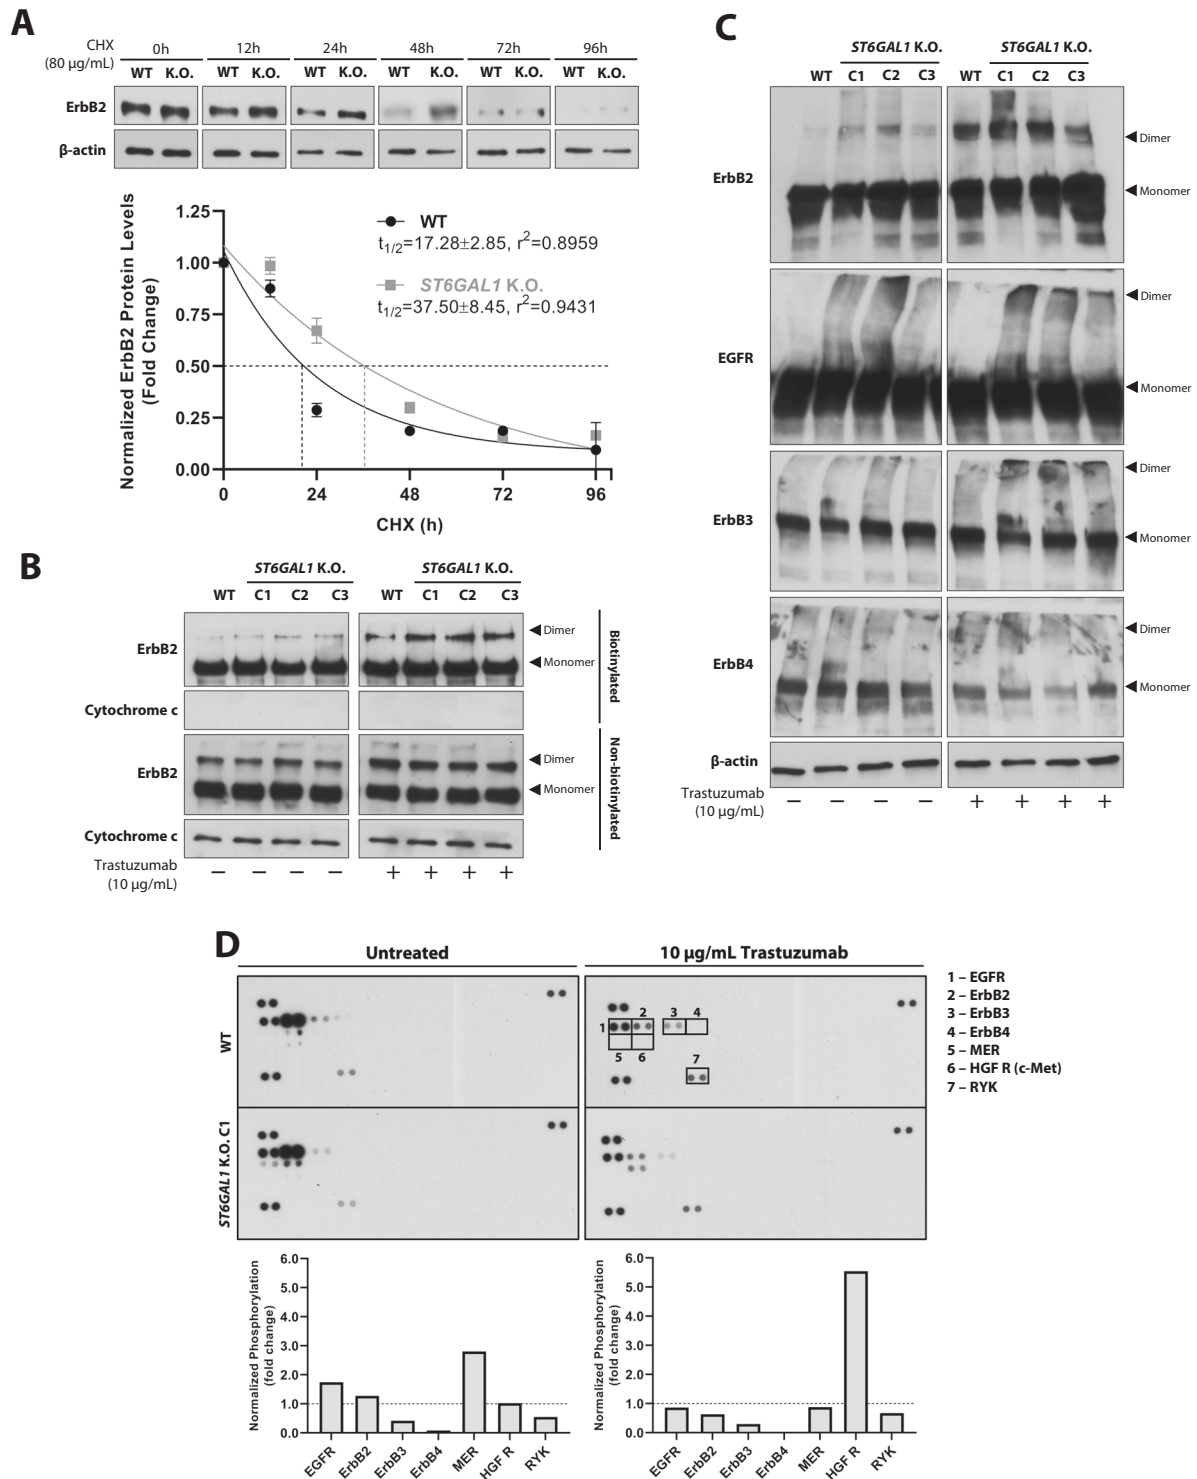 A
CHX
(80 μg/mL)
0h 12h 24h 48h 72h 96h
WT K.O. WT K.O. WT K.O. WT K.O. WT K.O. WT K.O.
ErbB2
β-actin
Normalized ErbB2 Protein Levels
(Fold Change)
1.25
1.00
0.75
0.50
0.25
0.00
WT
t1/2=17.28±2.85, r2=0.8959
ST6GAL1 K.O.
t1/2=37.50±8.45, r2=0.9431
0 24 48 72 96
CHX (h)
B
ST6GAL1 K.O.
WT C1 C2 C3
ST6GAL1 K.O.
WT C1 C2 C3
ErbB2
Dimer
Monomer
Cytochrome c
Biotinylated
ErbB2
Dimer
Monomer
Cytochrome c
Non-biotinylated
Trastuzumab
(10 μg/mL)
− − − − + + + +
C
ST6GAL1 K.O.
WT C1 C2 C3
ST6GAL1 K.O.
WT C1 C2 C3
ErbB2
Dimer
Monomer
EGFR
Dimer
Monomer
ErbB3
Dimer
Monomer
ErbB4
Dimer
Monomer
β-actin
Trastuzumab
(10 μg/mL)
− − − − + + + +
D
Untreated
10 μg/mL Trastuzumab
WT
1
2
3
4
5
6
7
ST6GAL1 K.O. C1
1 – EGFR
2 – ErbB2
3 – ErbB3
4 – ErbB4
5 – MER
6 – HGF R (c-Met)
7 – RYK
Normalized Phosphorylation
(fold change)
6.0
5.0
4.0
3.0
2.0
1.0
0.0
EGFR ErbB2 ErbB3 ErbB4 MER HGF R RYK
Normalized Phosphorylation
(fold change)
6.0
5.0
4.0
3.0
2.0
1.0
0.0
EGFR ErbB2 ErbB3 ErbB4 MER HGF R RYK